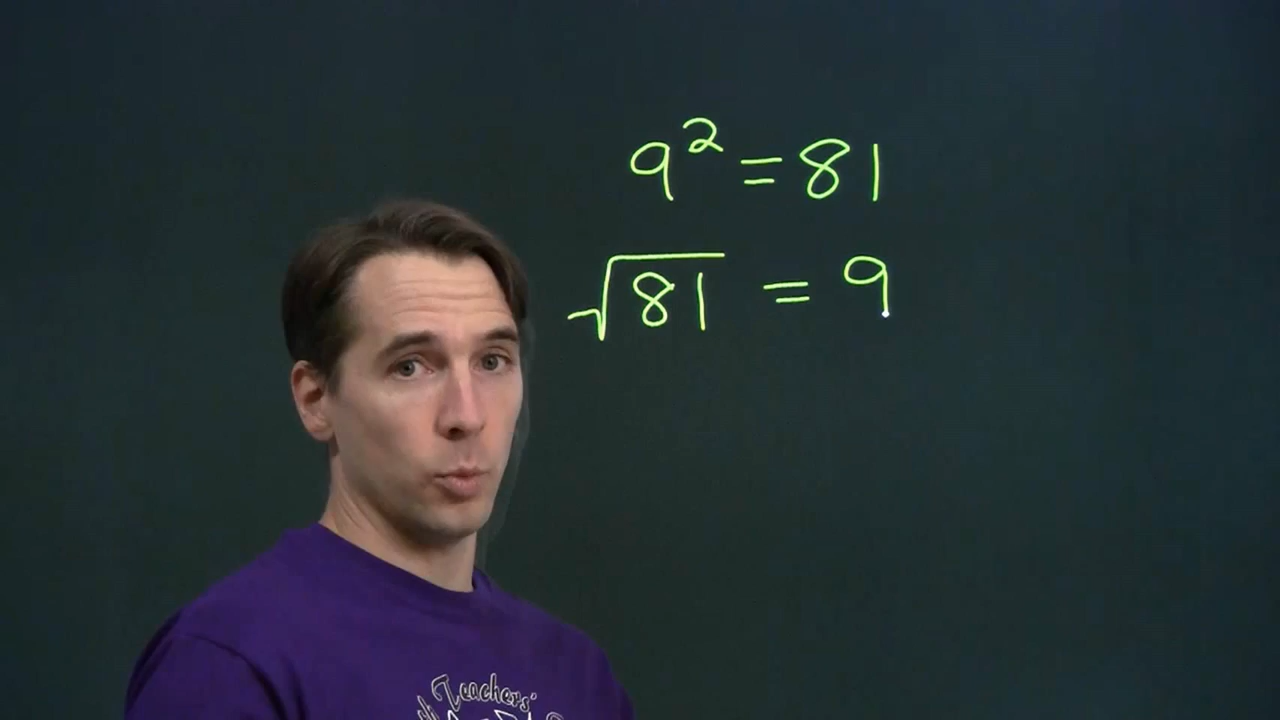 9² = 81
√81 = 9
Teachers'